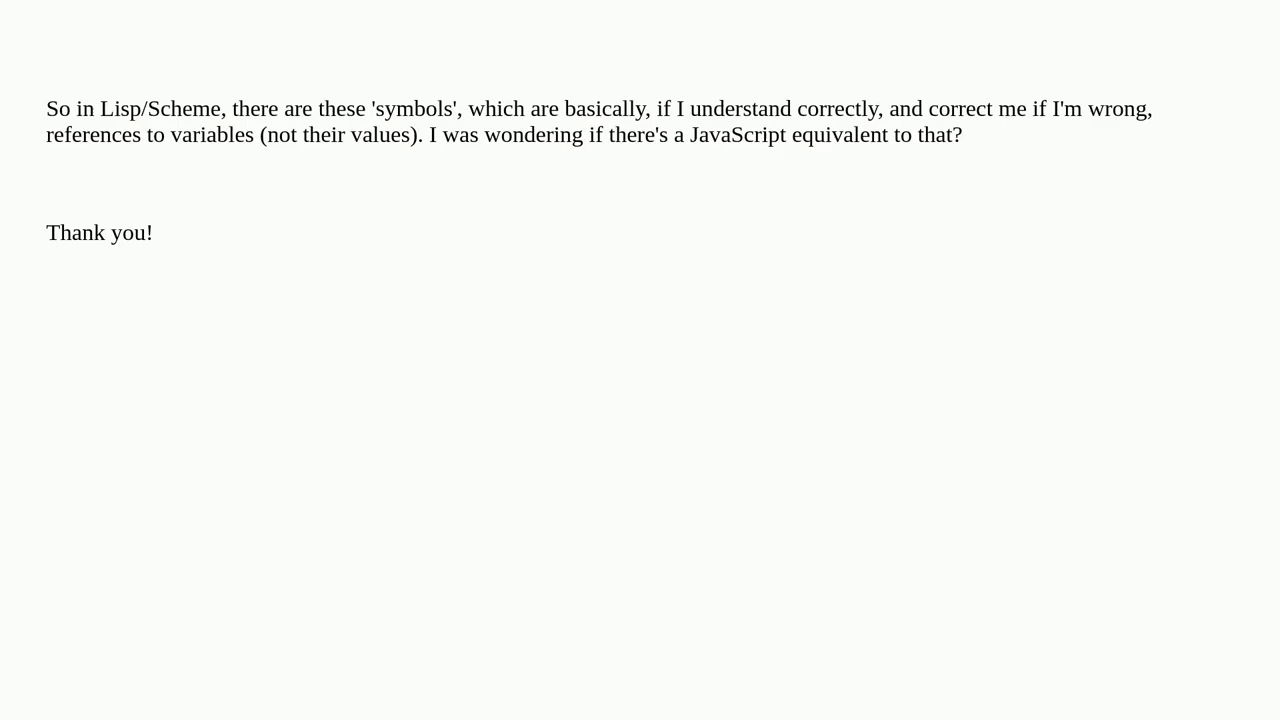 So in Lisp/Scheme, there are these 'symbols', which are basically, if I understand correctly, and correct me if I'm wrong,
references to variables (not their values). I was wondering if there's a JavaScript equivalent to that?
Thank you!